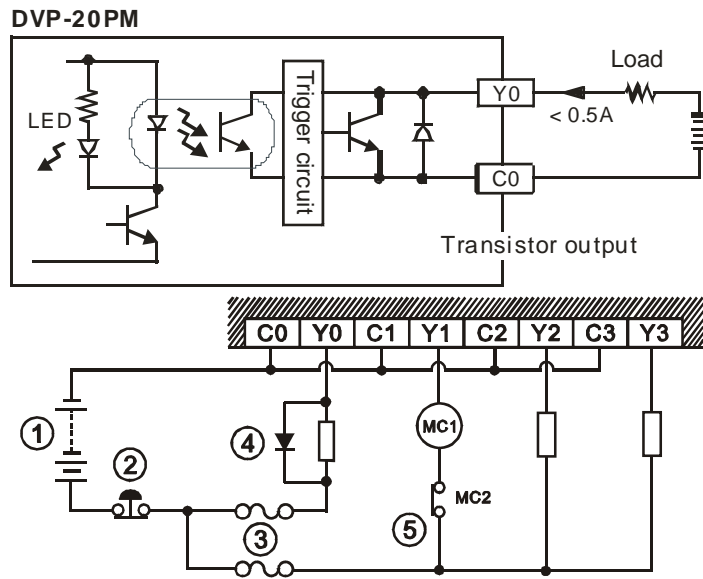 DVP-20PM
LED
Trigger circuit
Y0
C0
Load
< 0.5A
Transistor output
C0 Y0 C1 Y1 C2 Y2 C3 Y3
1
2
3
4
5
MC1
MC2